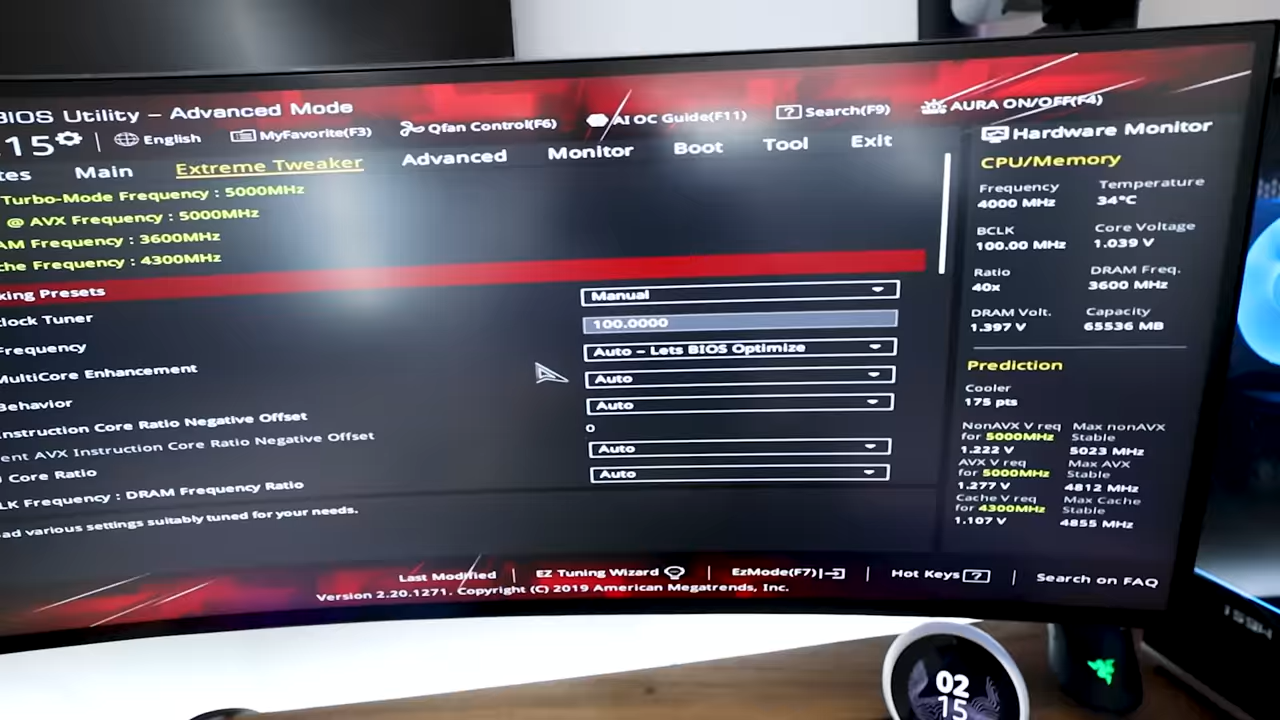 BIOS Utility – Advanced Mode
:15 English MyFavorite(F3) Qfan Control(F6) AI OC Guide(F11) Search(F9) AURA ON/OFF(F4)
Main Extreme Tweaker Advanced Monitor Boot Tool Exit
Turbo-Mode Frequency : 5000MHz
@ AVX Frequency : 5000MHz
AM Frequency : 3600MHz
che Frequency : 4300MHz
king Presets
Manual
lock Tuner
100.0000
Frequency
Auto – Lets BIOS Optimize
MultiCore Enhancement
Auto
Behavior
Auto
Instruction Core Ratio Negative Offset
0
ent AVX Instruction Core Ratio Negative Offset
Auto
Core Ratio
Auto
LK Frequency : DRAM Frequency Ratio
ad various settings suitably tuned for your needs.
Hardware Monitor
CPU/Memory
Frequency Temperature
4000 MHz 34°C
BCLK Core Voltage
100.00 MHz 1.039 V
Ratio DRAM Freq.
40x 3600 MHz
DRAM Volt. Capacity
1.397 V 65536 MB
Prediction
Cooler
175 pts
NonAVX V req Max nonAVX
for 5000MHz Stable
1.222 V 5023 MHz
AVX V req Max AVX
for 5000MHz Stable
1.277 V 4812 MHz
Cache V req Max Cache
for 4300MHz Stable
1.107 V 4855 MHz
Last Modified EZ Tuning Wizard EzMode(F7) Hot Keys ? Search on FAQ
Version 2.20.1271. Copyright (C) 2019 American Megatrends, Inc.
02
15